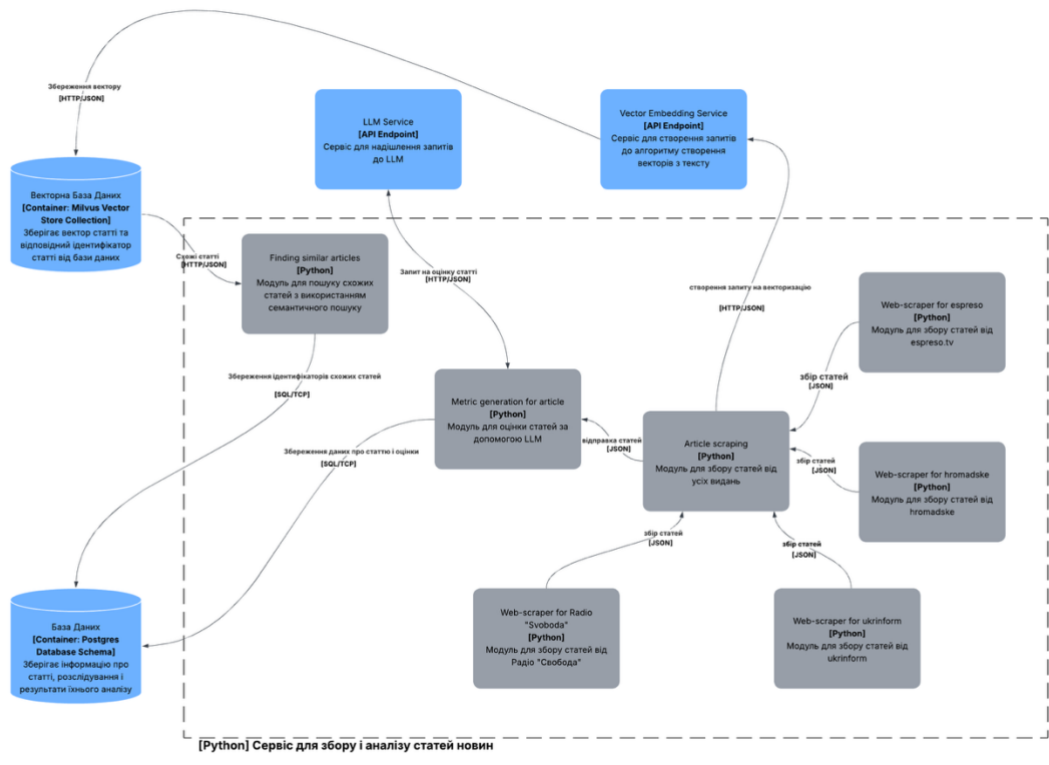 Збереження вектору
[HTTP/JSON]
LLM Service
[API Endpoint]
Сервіс для надішлення запитів
до LLM
Vector Embedding Service
[API Endpoint]
Сервіс для створення запитів
до алгоритму створення
векторів з тексту
Векторна База Даних
[Container: Milvus Vector
Store Collection]
Зберігає вектор статті та
відповідний ідентифікатор
статті від бази даних
Схожі статті
[HTTP/JSON]
Finding similar articles
[Python]
Модуль для пошуку схожих
статей з використанням
семантичного пошуку
Запит на оцінку статті
[HTTP/JSON]
створення запиту на векторизацію
[HTTP/JSON]
Web-scraper for espreso
[Python]
Модуль для збору статей від
espreso.tv
Збереження ідентифікаторів схожих статей
[SQL/TCP]
збір статей
[JSON]
Metric generation for article
[Python]
Модуль для оцінки статей за
допомогою LLM
Збереження даних про статтю і оцінки
[SQL/TCP]
відправка статей
[JSON]
Article scraping
[Python]
Модуль для збору статей від
усіх видань
збір статей
[JSON]
Web-scraper for hromadske
[Python]
Модуль для збору статей від
hromadske
збір статей
[JSON]
збір статей
[JSON]
База Даних
[Container: Postgres
Database Schema]
Зберігає інформацію про
статті, розслідування і
результати їхнього аналізу
Web-scraper for Radio
"Svoboda"
[Python]
Модуль для збору статей від
Радіо "Свобода"
Web-scraper for ukrinform
[Python]
Модуль для збору статей від
ukrinform
[Python] Сервіс для збору і аналізу статей новин